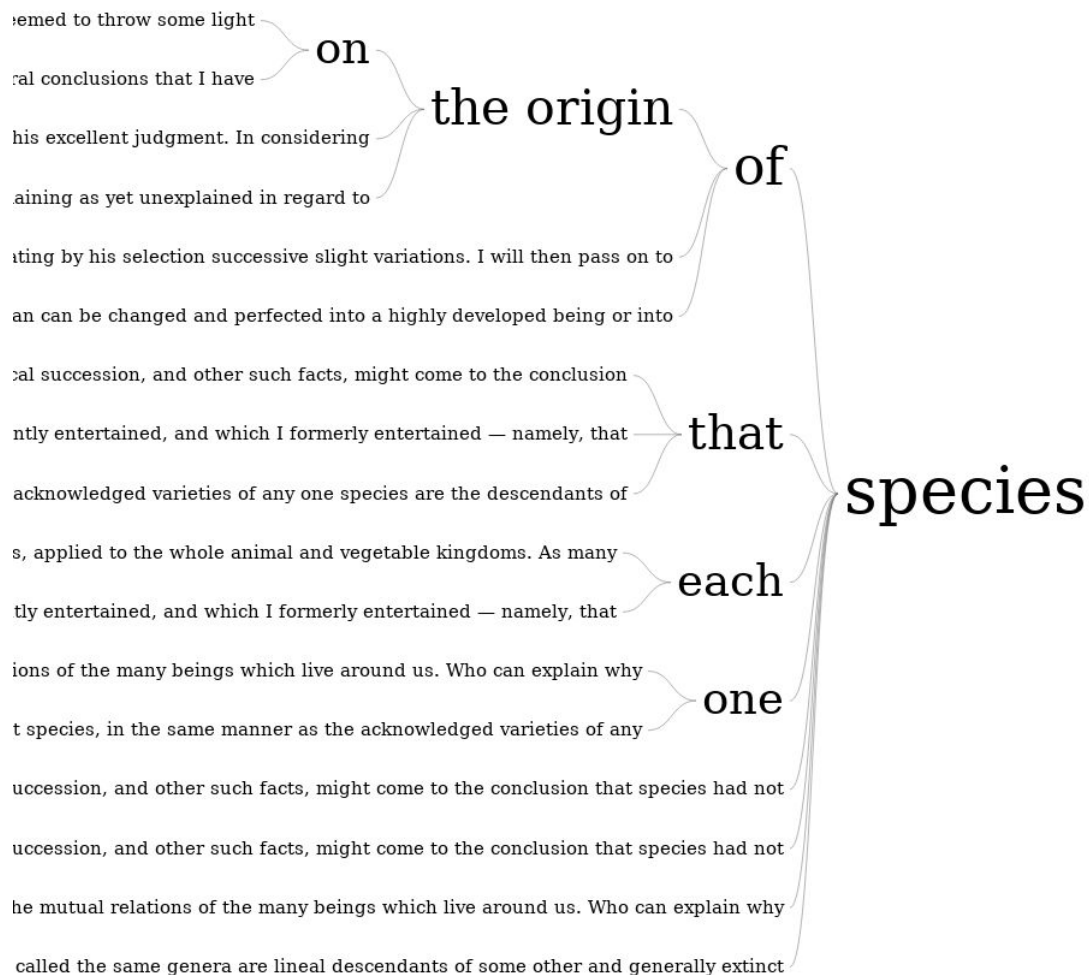 seemed to throw some light
on
ral conclusions that I have
the origin
his excellent judgment. In considering
of
aining as yet unexplained in regard to
ating by his selection successive slight variations. I will then pass on to
an can be changed and perfected into a highly developed being or into
cal succession, and other such facts, might come to the conclusion
that
ntly entertained, and which I formerly entertained — namely, that
species
acknowledged varieties of any one species are the descendants of
s, applied to the whole animal and vegetable kingdoms. As many
each
tly entertained, and which I formerly entertained — namely, that
ions of the many beings which live around us. Who can explain why
one
t species, in the same manner as the acknowledged varieties of any
uccession, and other such facts, might come to the conclusion that species had not
uccession, and other such facts, might come to the conclusion that species had not
he mutual relations of the many beings which live around us. Who can explain why
called the same genera are lineal descendants of some other and generally extinct